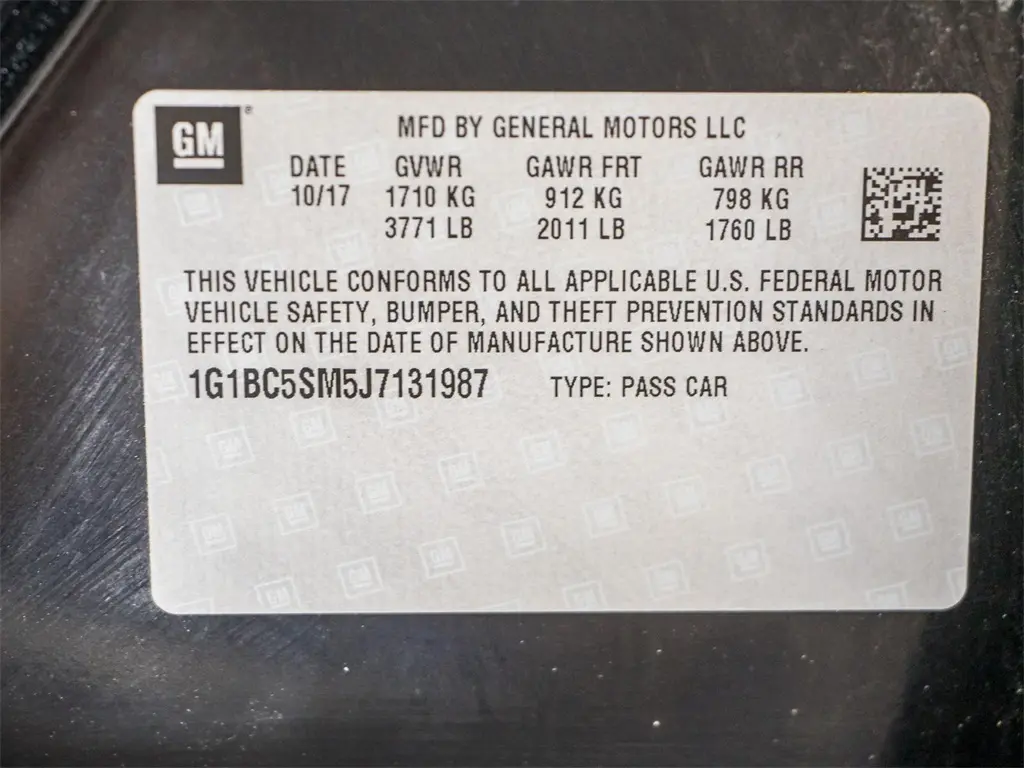 GM®
MFD BY GENERAL MOTORS LLC
DATE GVWR GAWR FRT GAWR RR
10/17 1710 KG 912 KG 798 KG
3771 LB 2011 LB 1760 LB
THIS VEHICLE CONFORMS TO ALL APPLICABLE U.S. FEDERAL MOTOR
VEHICLE SAFETY, BUMPER, AND THEFT PREVENTION STANDARDS IN
EFFECT ON THE DATE OF MANUFACTURE SHOWN ABOVE.
1G1BC5SM5J7131987 TYPE: PASS CAR